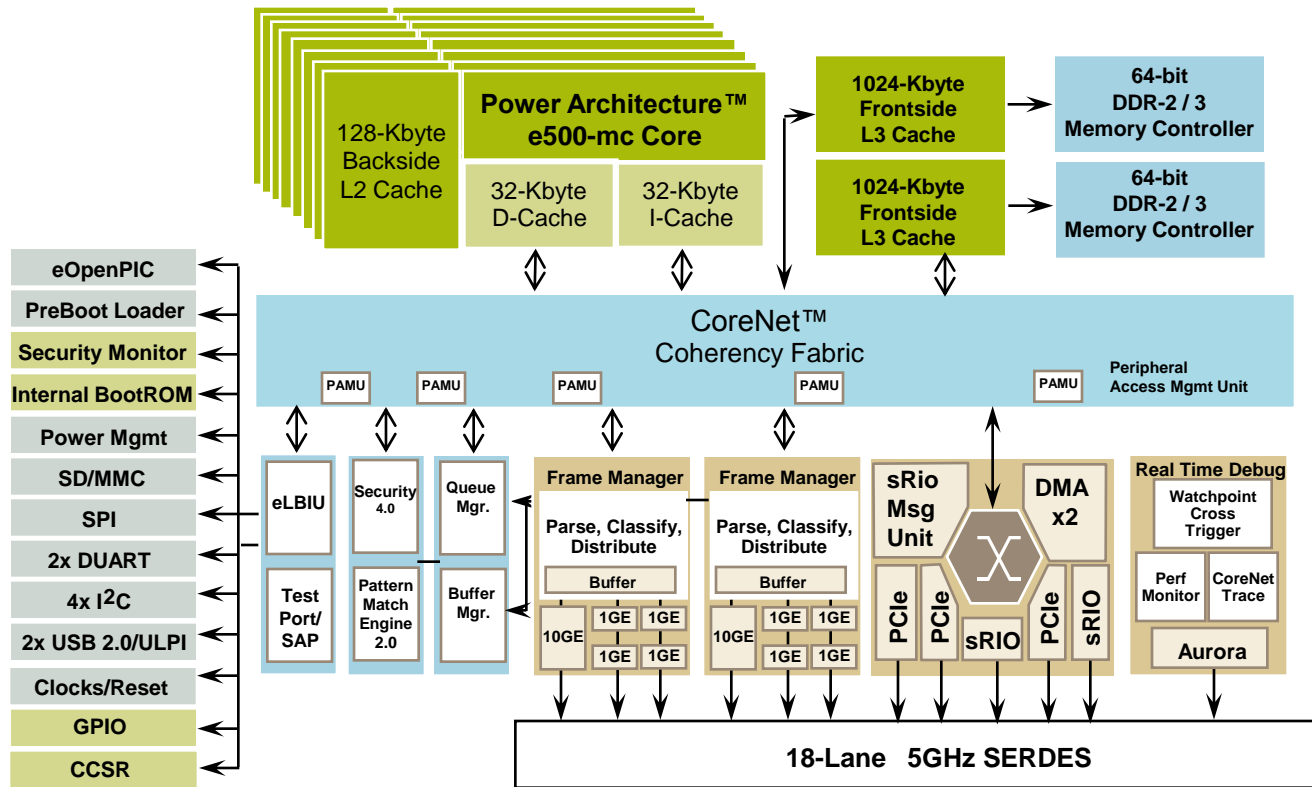 128-Kbyte
Backside
L2 Cache
Power Architecture™
e500-mc Core
32-Kbyte
D-Cache
32-Kbyte
I-Cache
1024-Kbyte
Frontside
L3 Cache
64-bit
DDR-2 / 3
Memory Controller
1024-Kbyte
Frontside
L3 Cache
64-bit
DDR-2 / 3
Memory Controller
eOpenPIC
PreBoot Loader
Security Monitor
Internal BootROM
Power Mgmt
SD/MMC
SPI
2x DUART
4x I²C
2x USB 2.0/ULPI
Clocks/Reset
GPIO
CCSR
CoreNet™
Coherency Fabric
PAMU
PAMU
PAMU
PAMU
PAMU
Peripheral
Access Mgmt Unit
eLBIU
Test
Port/
SAP
Security
4.0
Pattern
Match
Engine
2.0
Queue
Mgr.
Buffer
Mgr.
Frame Manager
Parse, Classify,
Distribute
Buffer
10GE
1GE
1GE
1GE
1GE
Frame Manager
Parse, Classify,
Distribute
Buffer
10GE
1GE
1GE
1GE
1GE
sRio
Msg
Unit
DMA
x2
PCIe
PCIe
sRIO
PCIe
sRIO
Real Time Debug
Watchpoint
Cross
Trigger
Perf
Monitor
CoreNet
Trace
Aurora
18-Lane 5GHz SERDES